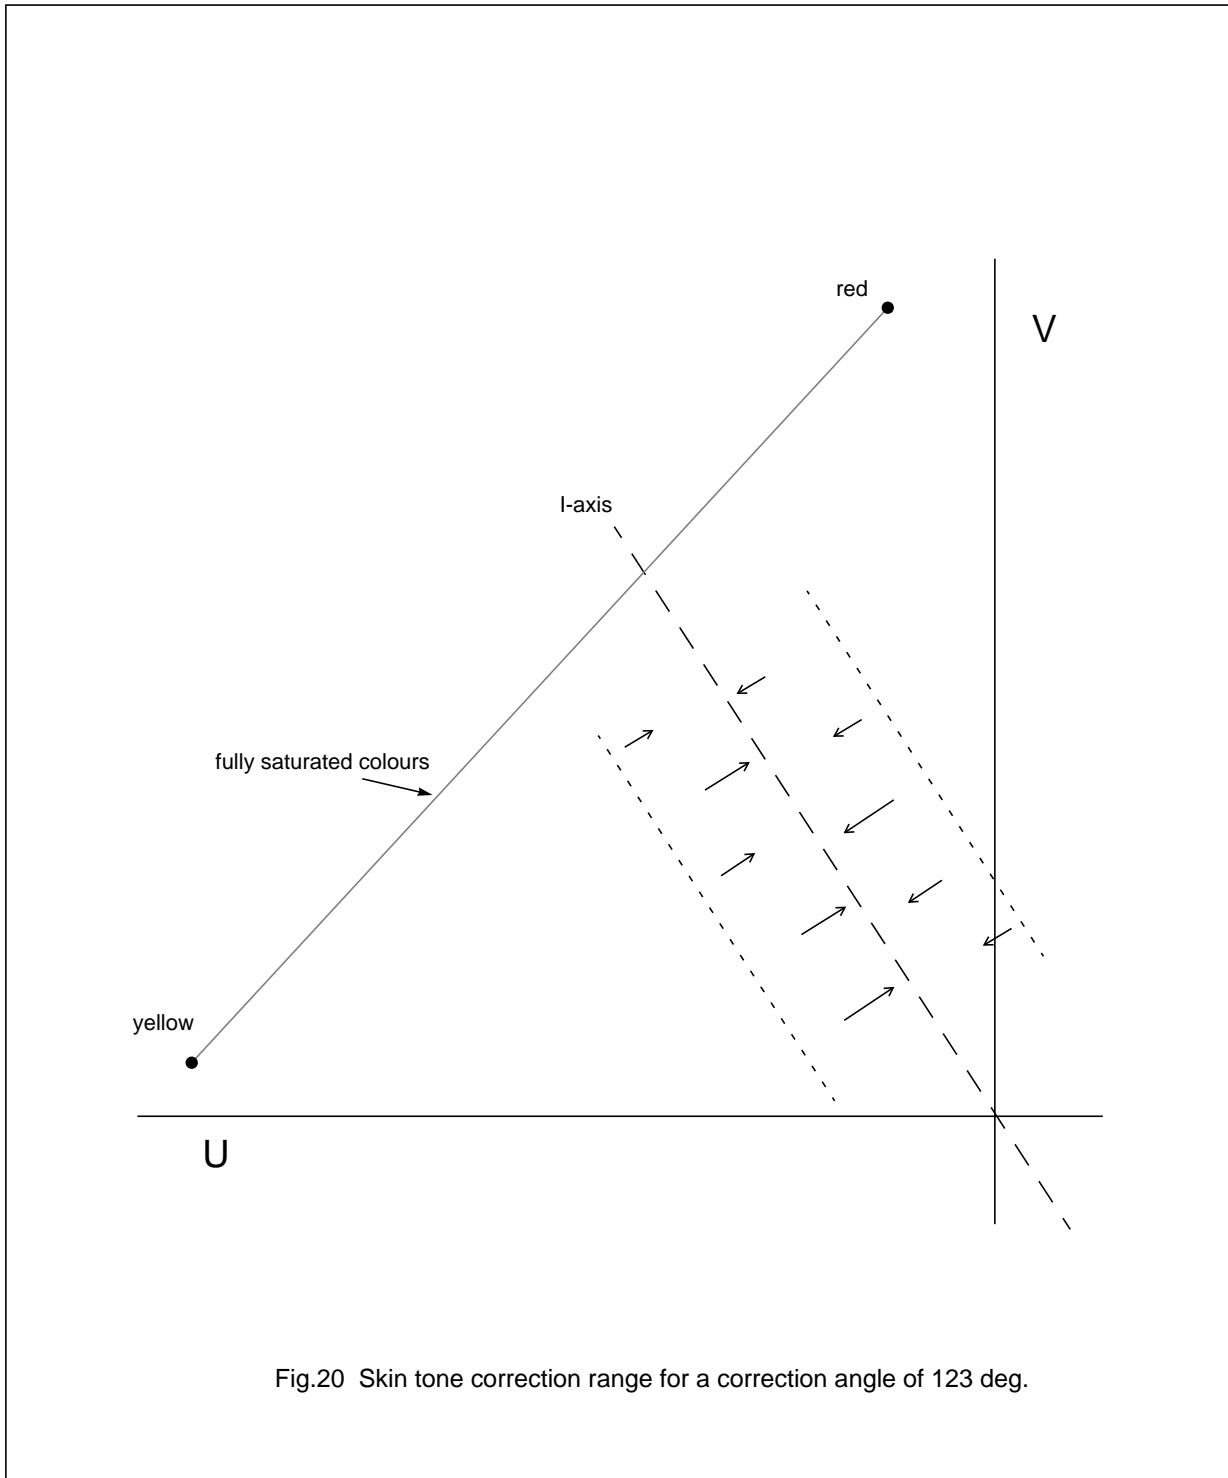 red
V
I-axis
fully saturated colours
yellow
U
Fig.20 Skin tone correction range for a correction angle of 123 deg.